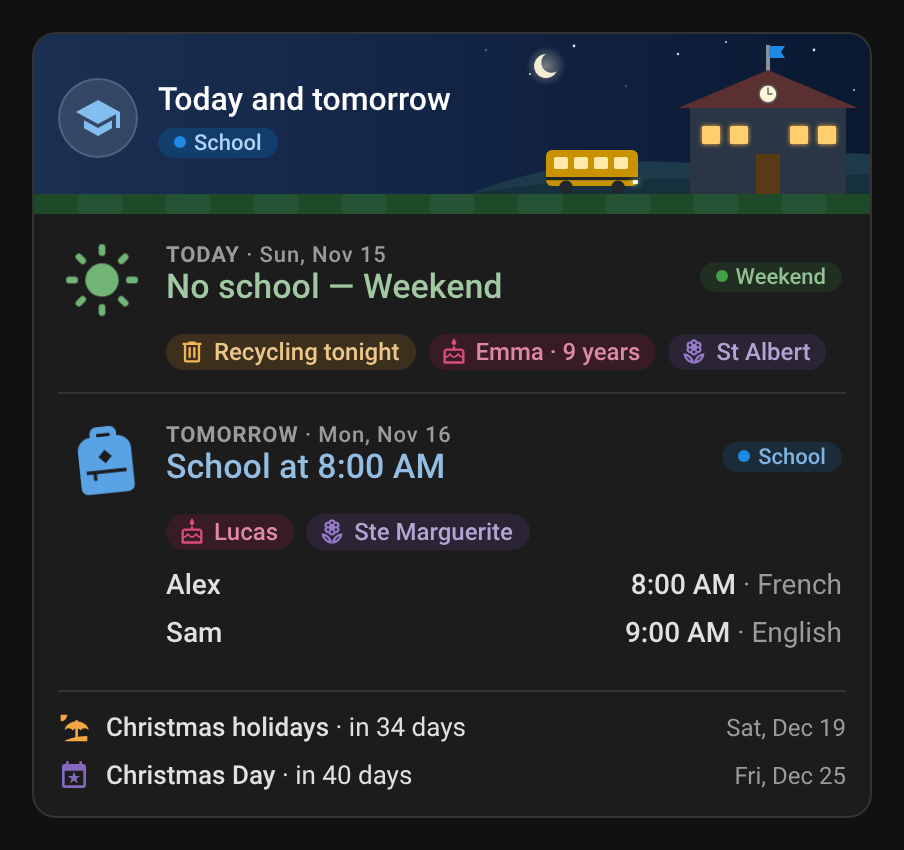 Today and tomorrow
School
TODAY · Sun, Nov 15
No school — Weekend
Weekend
Recycling tonight
Emma · 9 years
St Albert
TOMORROW · Mon, Nov 16
School at 8:00 AM
School
Lucas
Ste Marguerite
Alex 8:00 AM · French
Sam 9:00 AM · English
Christmas holidays · in 34 days Sat, Dec 19
Christmas Day · in 40 days Fri, Dec 25